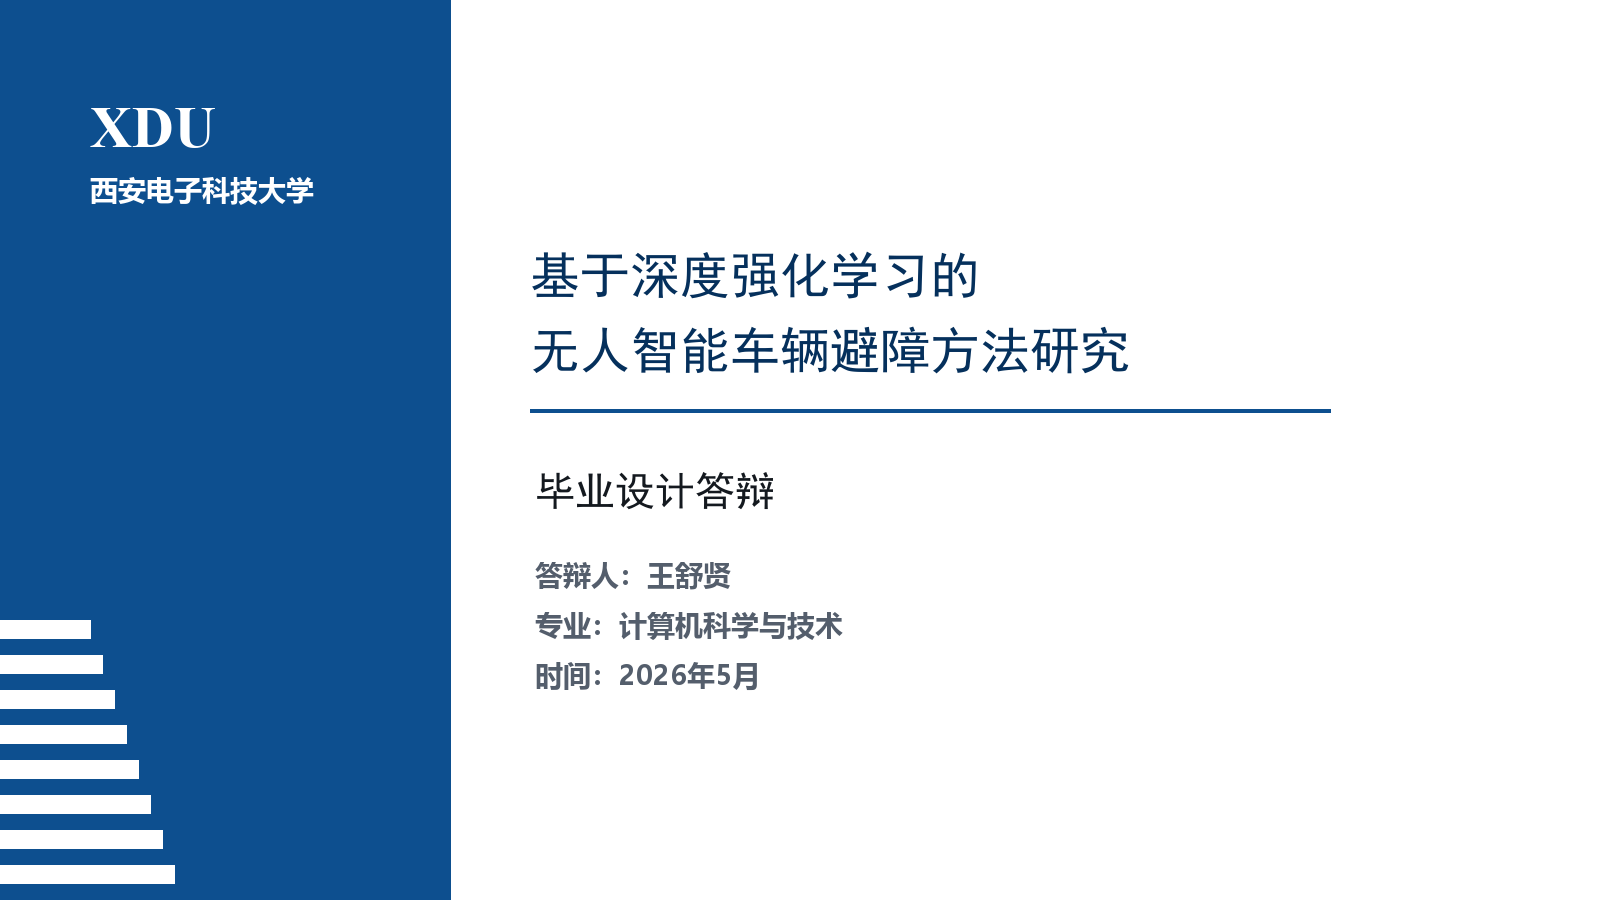 XDU
西安电子科技大学
基于深度强化学习的
无人智能车辆避障方法研究
毕业设计答辩
答辩人：王舒贤
专业：计算机科学与技术
时间：2026年5月